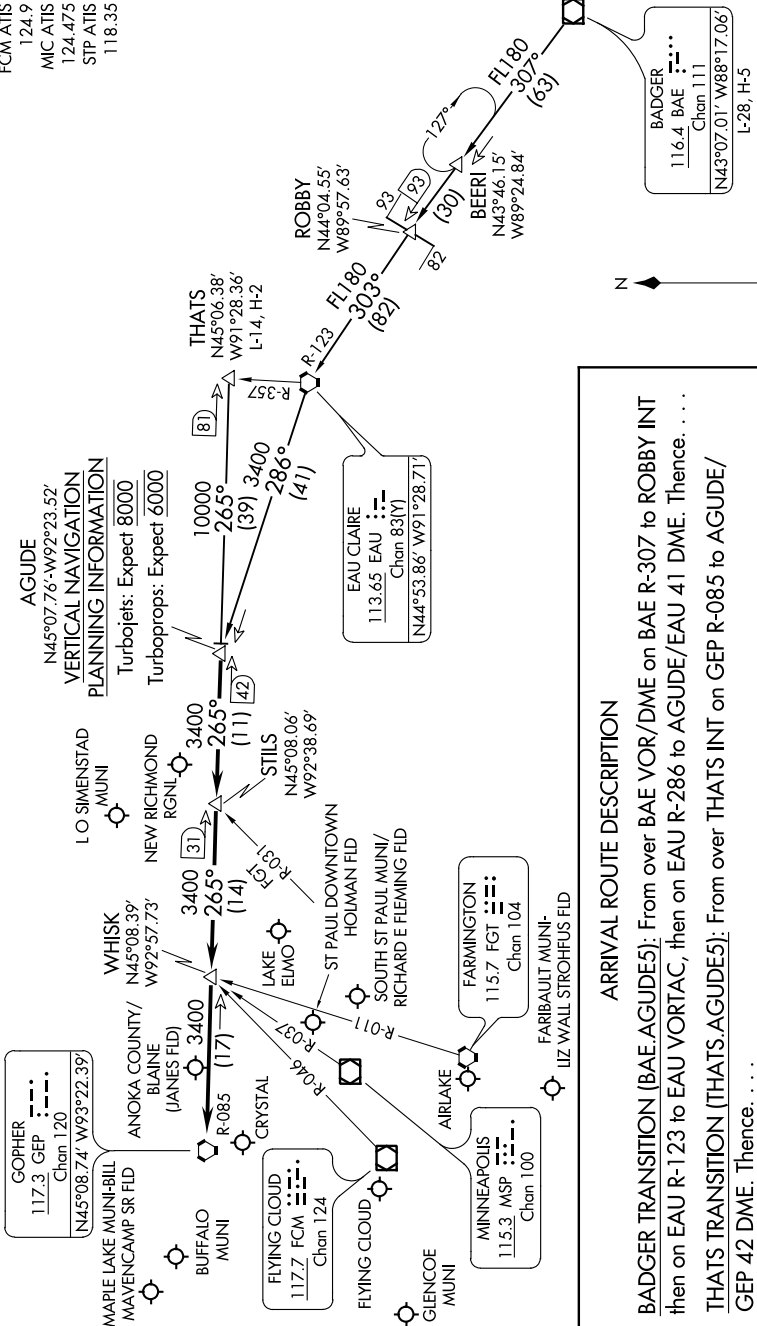 FCM ATIS
124.9
MIC ATIS
124.475
STP ATIS
118.35
AGUDE
N45°07.76'-W92°23.52'
VERTICAL NAVIGATION
PLANNING INFORMATION
Turbojets: Expect 8000
Turboprops: Expect 6000
THATS
N45°06.38'
W91°28.36'
L-14, H-2
ROBBY
N44°04.55'
W89°57.63'
BEERI
N43°46.15'
W89°24.84'
BADGER
116.4 BAE
Chan 111
N43°07.01' W88°17.06'
L-28, H-5
FL180
307°
(63)
127°
(30)
93
93
82
FL180
303°
(82)
R-123
R-357
81
10000
265°
(39)
3400
286°
(41)
EAU CLAIRE
113.65 EAU
Chan 83(Y)
N44°53.86' W91°28.71'
42
3400
265°
(11)
STILS
N45°08.06'
W92°38.69'
L O SIMENSTAD
MUNI
NEW RICHMOND
RGNL
31
3400
265°
(14)
FGT
R-031
WHISK
N45°08.39'
W92°57.73'
LAKE
ELMO
ST PAUL DOWNTOWN
HOLMAN FLD
SOUTH ST PAUL MUNI/
RICHARD E FLEMING FLD
3400
(17)
R-085
ANOKA COUNTY/
BLAINE
(JANES FLD)
CRYSTAL
GOPHER
117.3 GEP
Chan 120
N45°08.74' W93°22.39'
MAPLE LAKE MUNI-BILL
MAVENCAMP SR FLD
BUFFALO
MUNI
R-046
R-037
R-011
FLYING CLOUD
117.7 FCM
Chan 124
FLYING CLOUD
GLENCOE
MUNI
MINNEAPOLIS
115.3 MSP
Chan 100
FARMINGTON
115.7 FGT
Chan 104
AIRLAKE
FARIBAULT MUNI-
LIZ WALL STROHFUS FLD
N
ARRIVAL ROUTE DESCRIPTION
BADGER TRANSITION (BAE.AGUDE5): From over BAE VOR/DME on BAE R-307 to ROBBY INT
then on EAU R-123 to EAU VORTAC, then on EAU R-286 to AGUDE/EAU 41 DME. Thence. . . .
THATS TRANSITION (THATS.AGUDE5): From over THATS INT on GEP R-085 to AGUDE/
GEP 42 DME. Thence. . . .